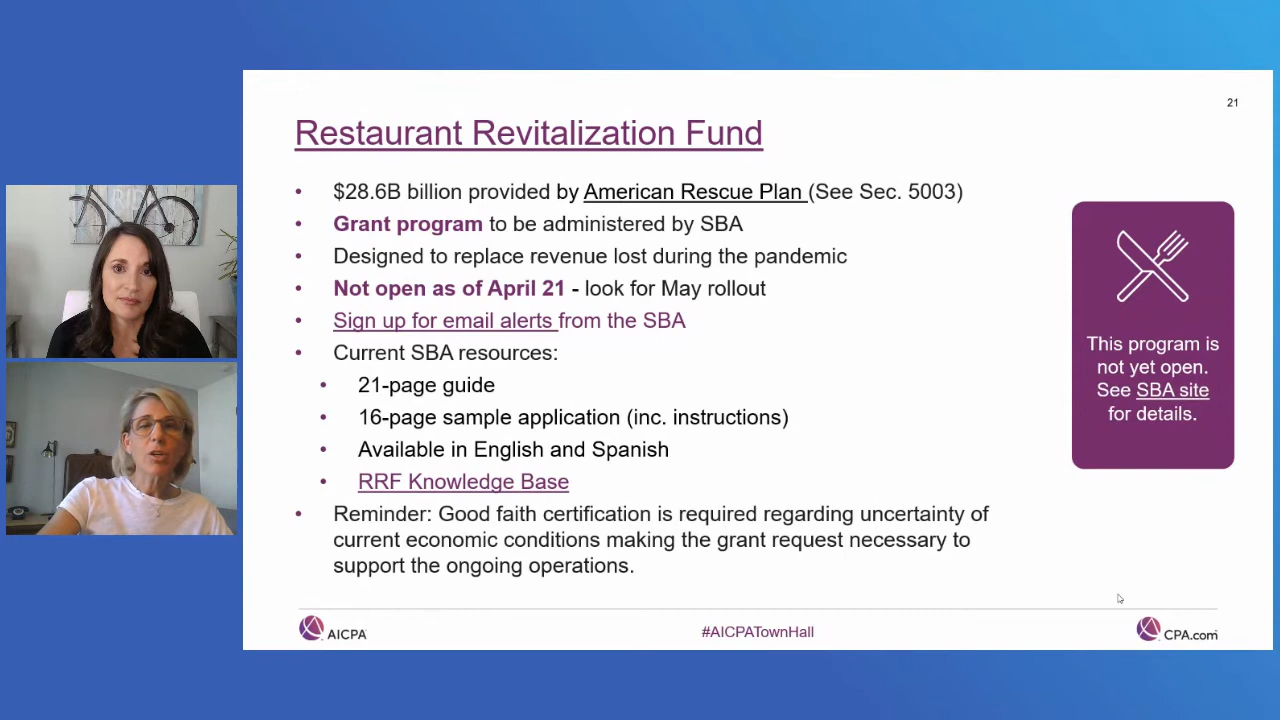 21
Restaurant Revitalization Fund
• $28.6B billion provided by American Rescue Plan (See Sec. 5003)
• Grant program to be administered by SBA
• Designed to replace revenue lost during the pandemic
• Not open as of April 21 - look for May rollout
• Sign up for email alerts from the SBA
• Current SBA resources:
• 21-page guide
• 16-page sample application (inc. instructions)
• Available in English and Spanish
• RRF Knowledge Base
• Reminder: Good faith certification is required regarding uncertainty of
current economic conditions making the grant request necessary to
support the ongoing operations.
This program is
not yet open.
See SBA site
for details.
AICPA
#AICPATownHall
CPA.com